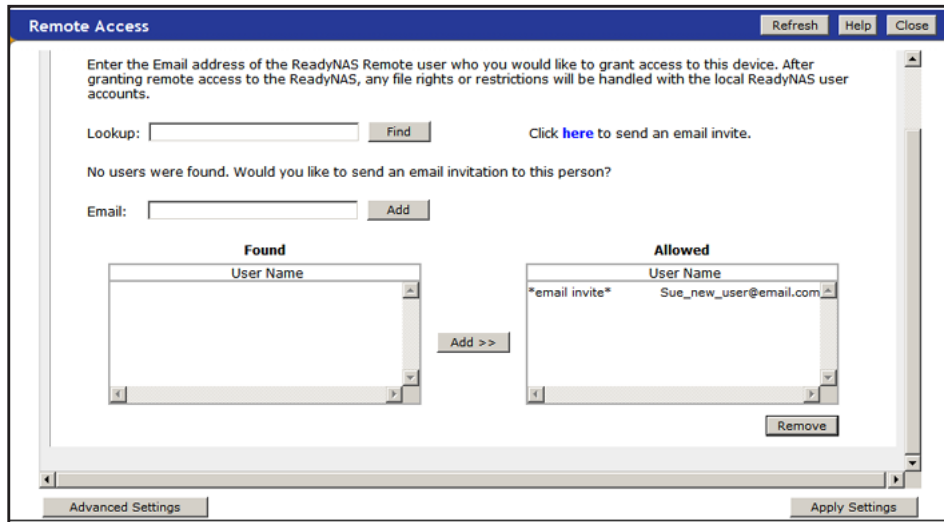 Remote Access
Refresh
Help
Close
Enter the Email address of the ReadyNAS Remote user who you would like to grant access to this device. After
granting remote access to the ReadyNAS, any file rights or restrictions will be handled with the local ReadyNAS user
accounts.
Lookup:
Find
Click here to send an email invite.
No users were found. Would you like to send an email invitation to this person?
Email:
Add
Found
Allowed
User Name
User Name
*email invite* Sue_new_user@email.com
Add >>
Remove
Advanced Settings
Apply Settings